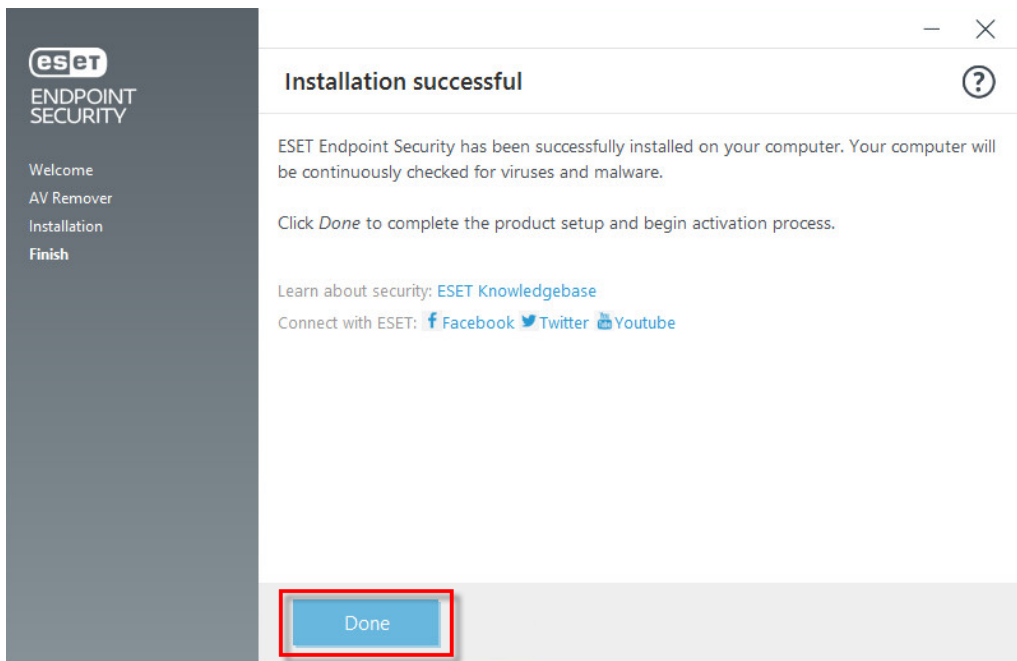 eset
ENDPOINT
SECURITY
Welcome
AV Remover
Installation
Finish
Installation successful
?
ESET Endpoint Security has been successfully installed on your computer. Your computer will
be continuously checked for viruses and malware.
Click Done to complete the product setup and begin activation process.
Learn about security: ESET Knowledgebase
Connect with ESET: f Facebook Twitter Youtube
Done